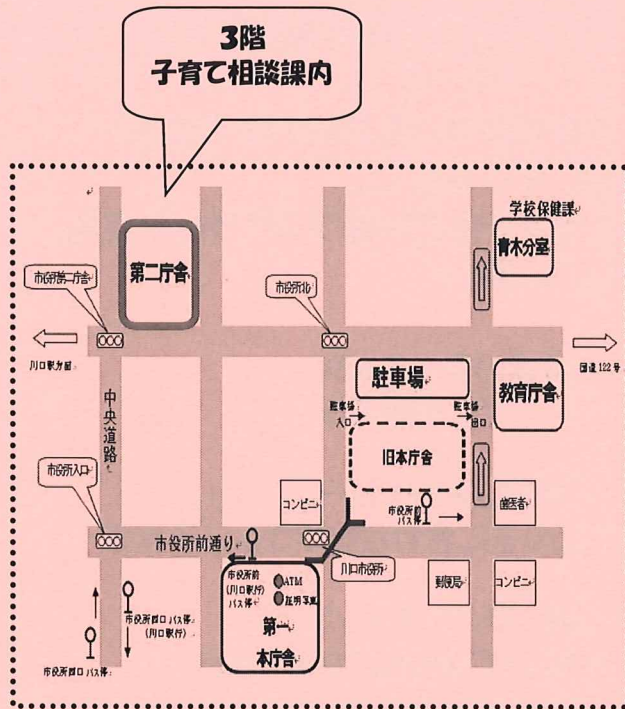 3階
子育て相談課内
学校保健課
青木分室
第二庁舎
市役所第二庁舎
市役所北
川口駅方面
国道122号
駐車場
教育庁舎
駐車場
入口
駐車場
出口
中央道路
旧本庁舎
市役所入口
コンビニ
市役所前
バス停
歯医者
市役所前通り
市役所前
(川口駅行)
バス停
ATM
証明写真
川口市役所
郵便局
コンビニ
第一
本庁舎
市役所西口 バス停
(川口駅行)
市役所西口 バス停